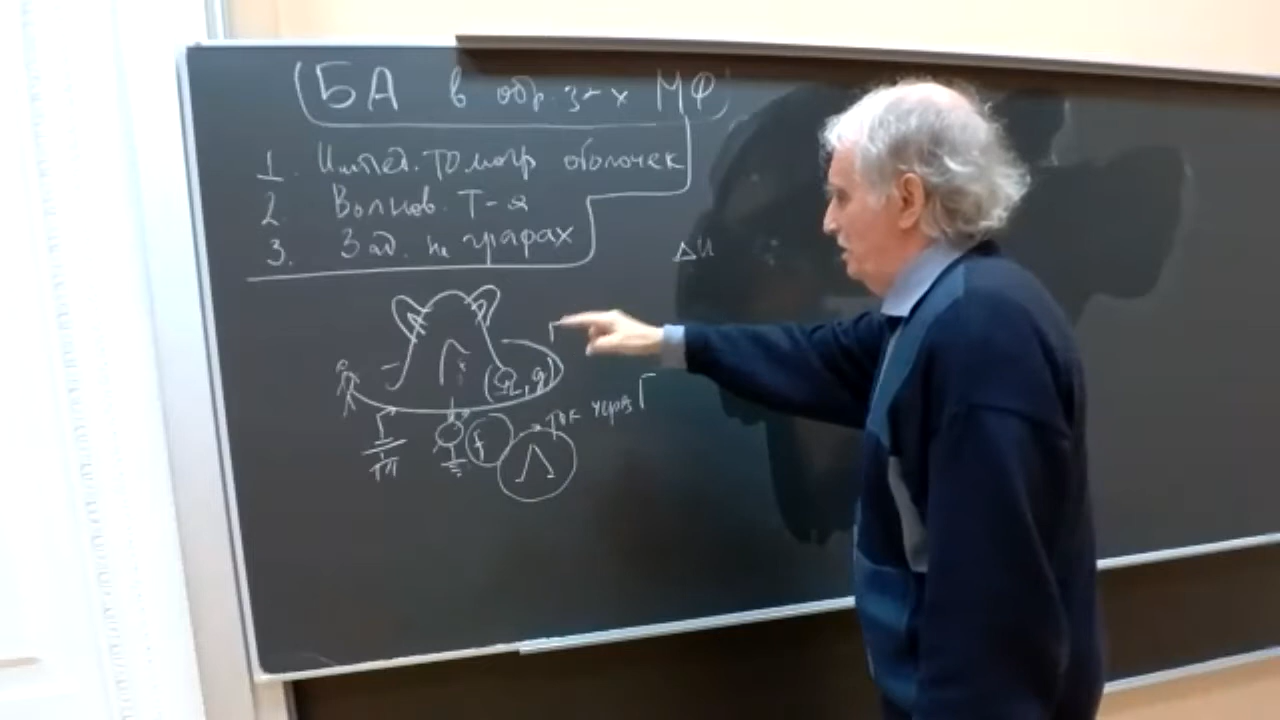 БА в обр. з-х МФ
1. Импед. томогр оболочек
2. Волнов. Т-я
3. Зад. на графах
Δu
Г
(Ω, g)
f → ток через Г
Λ